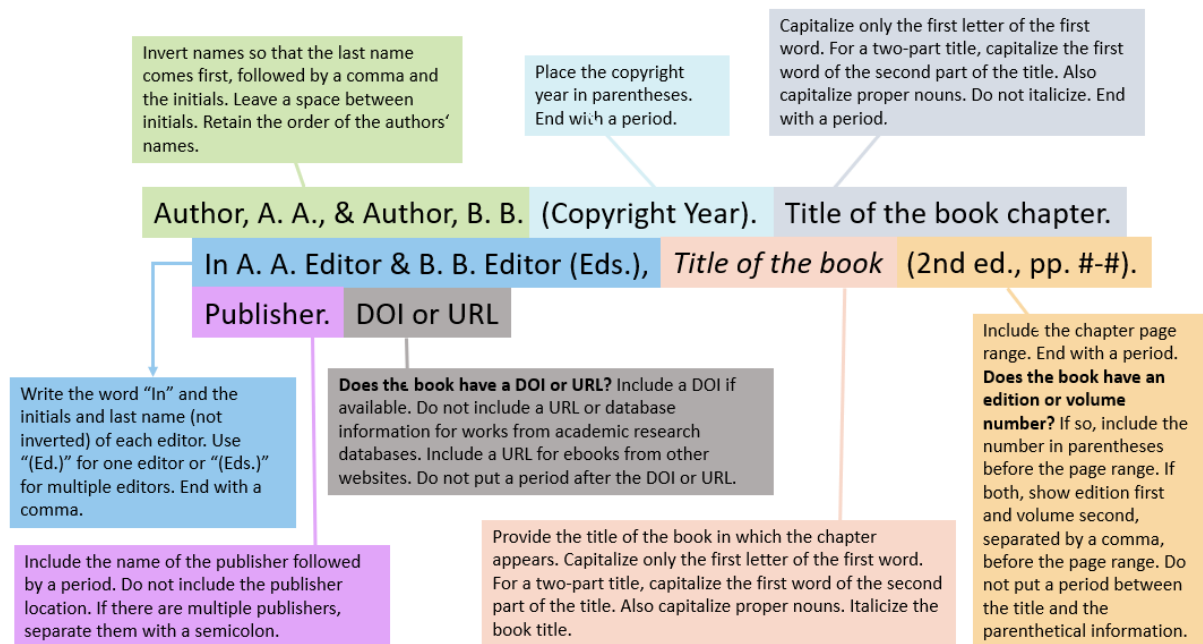 Invert names so that the last name
comes first, followed by a comma and
the initials. Leave a space between
initials. Retain the order of the authors‘
names.
Place the copyright
year in parentheses.
End with a period.
Capitalize only the first letter of the first
word. For a two-part title, capitalize the first
word of the second part of the title. Also
capitalize proper nouns. Do not italicize. End
with a period.
Author, A. A., & Author, B. B. (Copyright Year). Title of the book chapter.
In A. A. Editor & B. B. Editor (Eds.), Title of the book (2nd ed., pp. #-#).
Publisher. DOI or URL
Write the word “In” and the
initials and last name (not
inverted) of each editor. Use
“(Ed.)” for one editor or “(Eds.)”
for multiple editors. End with a
comma.
Does the book have a DOI or URL? Include a DOI if
available. Do not include a URL or database
information for works from academic research
databases. Include a URL for ebooks from other
websites. Do not put a period after the DOI or URL.
Include the chapter page
range. End with a period.
Does the book have an
edition or volume
number? If so, include the
number in parentheses
before the page range. If
both, show edition first
and volume second,
separated by a comma,
before the page range. Do
not put a period between
the title and the
parenthetical information.
Include the name of the publisher followed
by a period. Do not include the publisher
location. If there are multiple publishers,
separate them with a semicolon.
Provide the title of the book in which the chapter
appears. Capitalize only the first letter of the first word.
For a two-part title, capitalize the first word of the second
part of the title. Also capitalize proper nouns. Italicize the
book title.